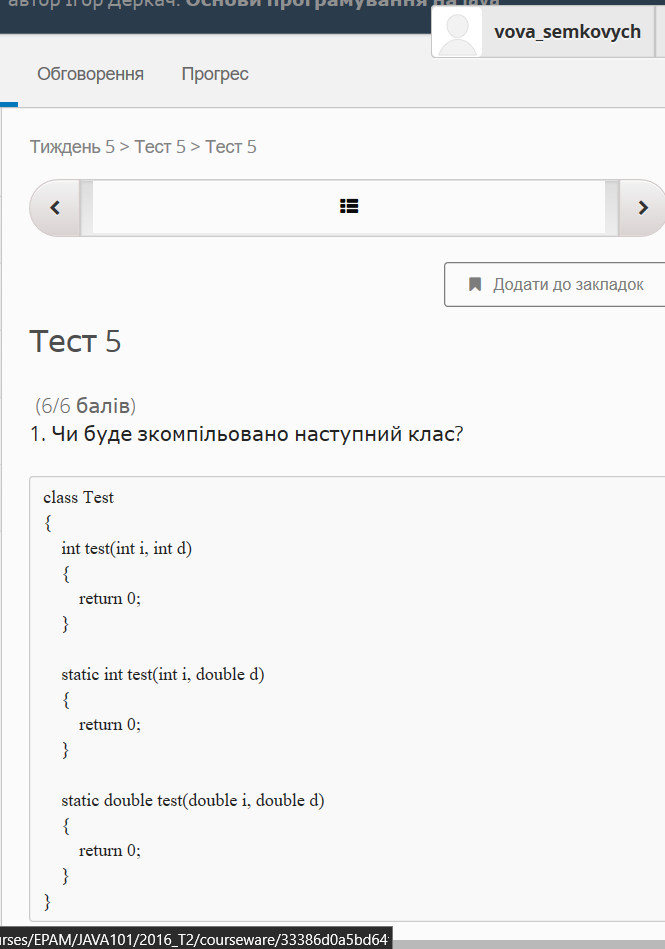 автор Ігор Деркач. Основи програмування на Java
vova_semkovych
Обговорення Прогрес
Тиждень 5 > Тест 5 > Тест 5
Додати до закладок
Тест 5
(6/6 балів)
1. Чи буде зкомпільовано наступний клас?
class Test
{
int test(int i, int d)
{
return 0;
}
static int test(int i, double d)
{
return 0;
}
static double test(double i, double d)
{
return 0;
}
}
urses/EPAM/JAVA101/2016_T2/courseware/33386d0a5bd64